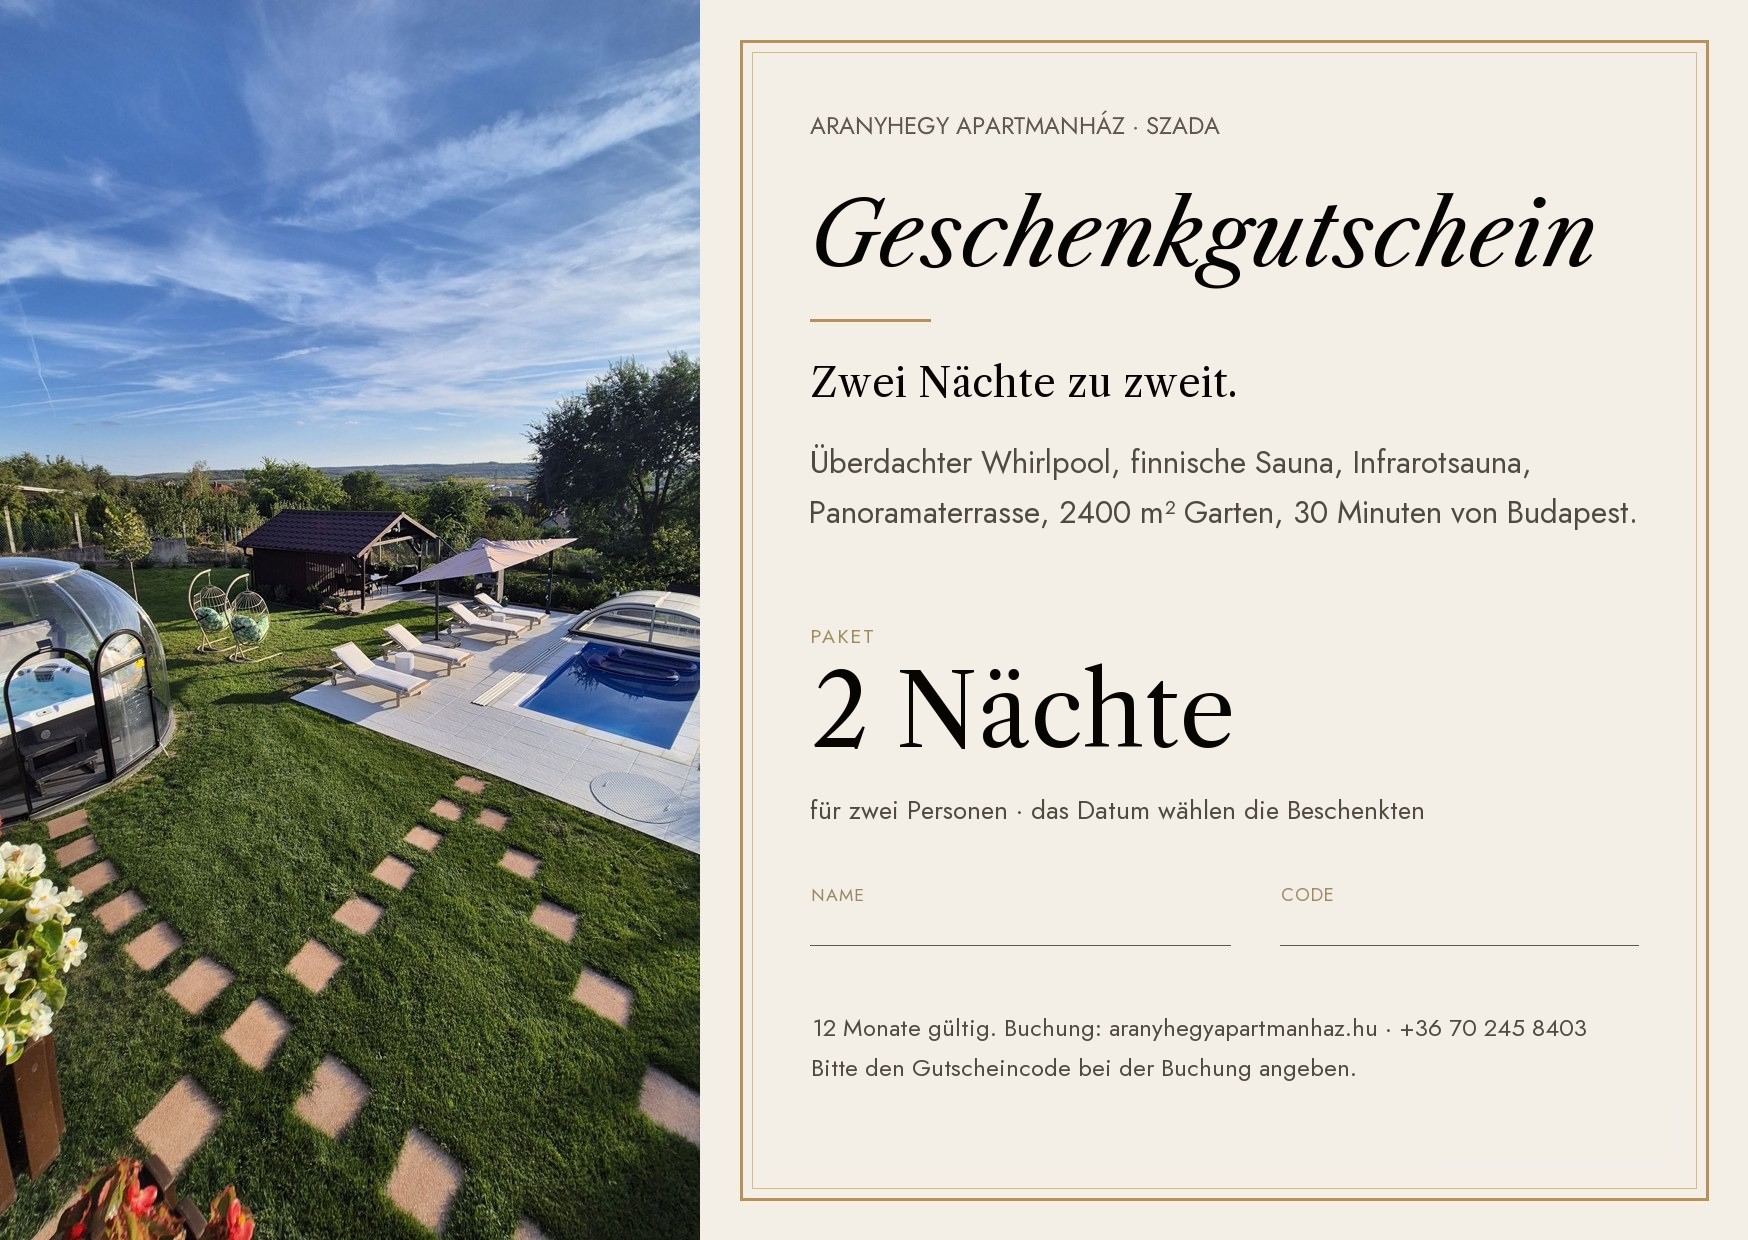 ARANYHEGY APARTMANHÁZ · SZADA
Geschenkgutschein
Zwei Nächte zu zweit.
Überdachter Whirlpool, finnische Sauna, Infrarotsauna,
Panoramaterrasse, 2400 m² Garten, 30 Minuten von Budapest.
PAKET
2 Nächte
für zwei Personen · das Datum wählen die Beschenkten
NAME
CODE
12 Monate gültig. Buchung: aranyhegyapartmanhaz.hu · +36 70 245 8403
Bitte den Gutscheincode bei der Buchung angeben.